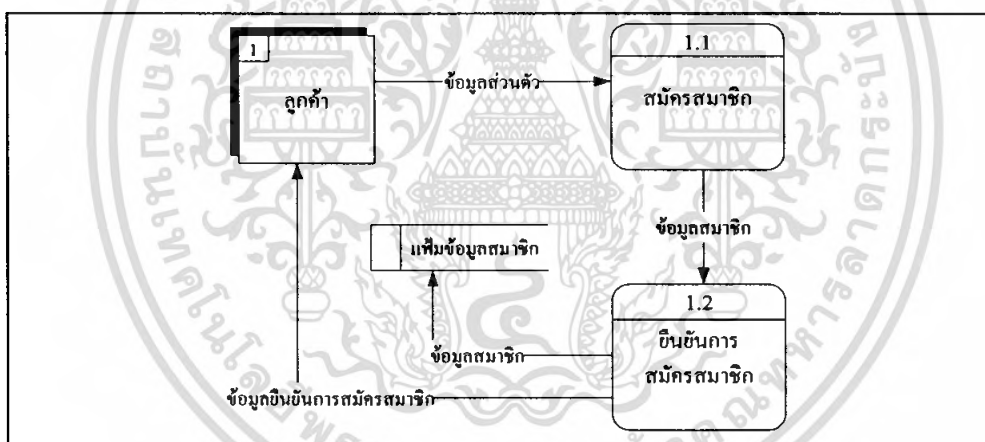 1
ลูกค้า
ข้อมูลส่วนตัว
1.1
สมัครสมาชิก
ข้อมูลสมาชิก
แฟ้มข้อมูลสมาชิก
1.2
ยืนยันการ
สมัครสมาชิก
ข้อมูลสมาชิก
ข้อมูลยืนยันการสมัครสมาชิก